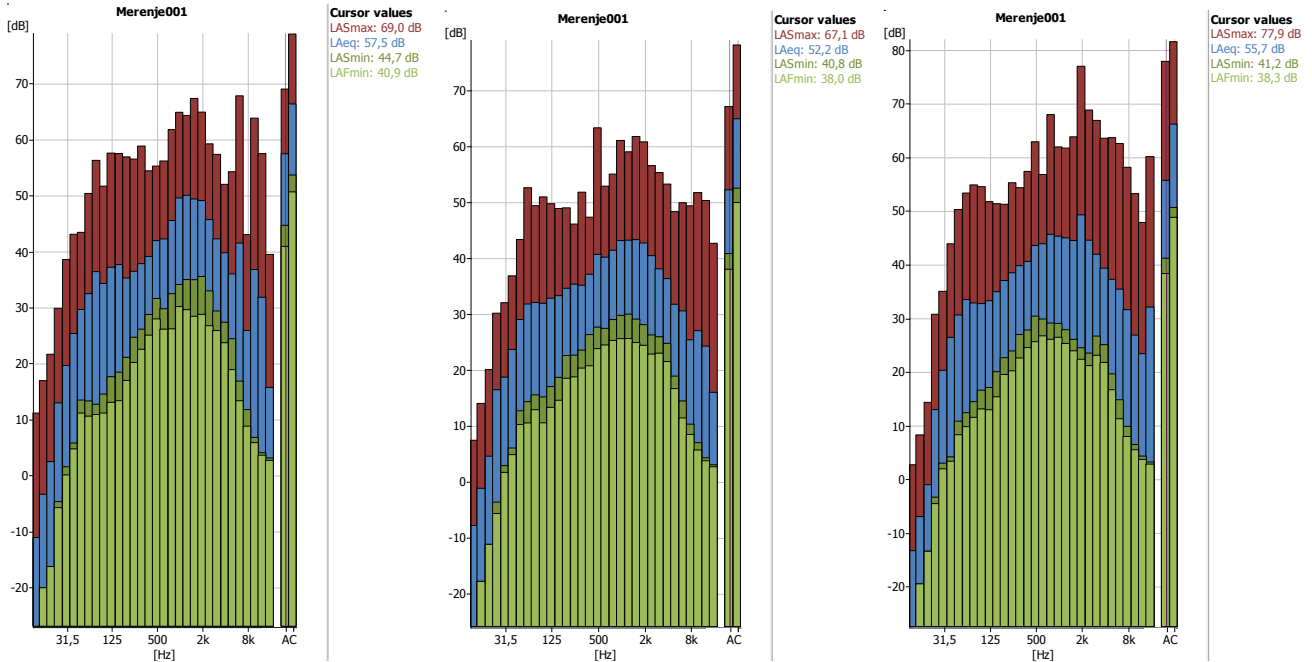 Merenje001
[dB]
70
60
50
40
30
20
10
0
-10
-20
31,5 125 500 2k 8k AC
[Hz]
Cursor values
LASmax: 69,0 dB
LAeq: 57,5 dB
LASmin: 44,7 dB
LAFmin: 40,9 dB
Merenje001
[dB]
70
60
50
40
30
20
10
0
-10
-20
31,5 125 500 2k 8k AC
[Hz]
Cursor values
LASmax: 67,1 dB
LAeq: 52,2 dB
LASmin: 40,8 dB
LAFmin: 38,0 dB
Merenje001
[dB]
80
70
60
50
40
30
20
10
0
-10
-20
31,5 125 500 2k 8k AC
[Hz]
Cursor values
LASmax: 77,9 dB
LAeq: 55,7 dB
LASmin: 41,2 dB
LAFmin: 38,3 dB